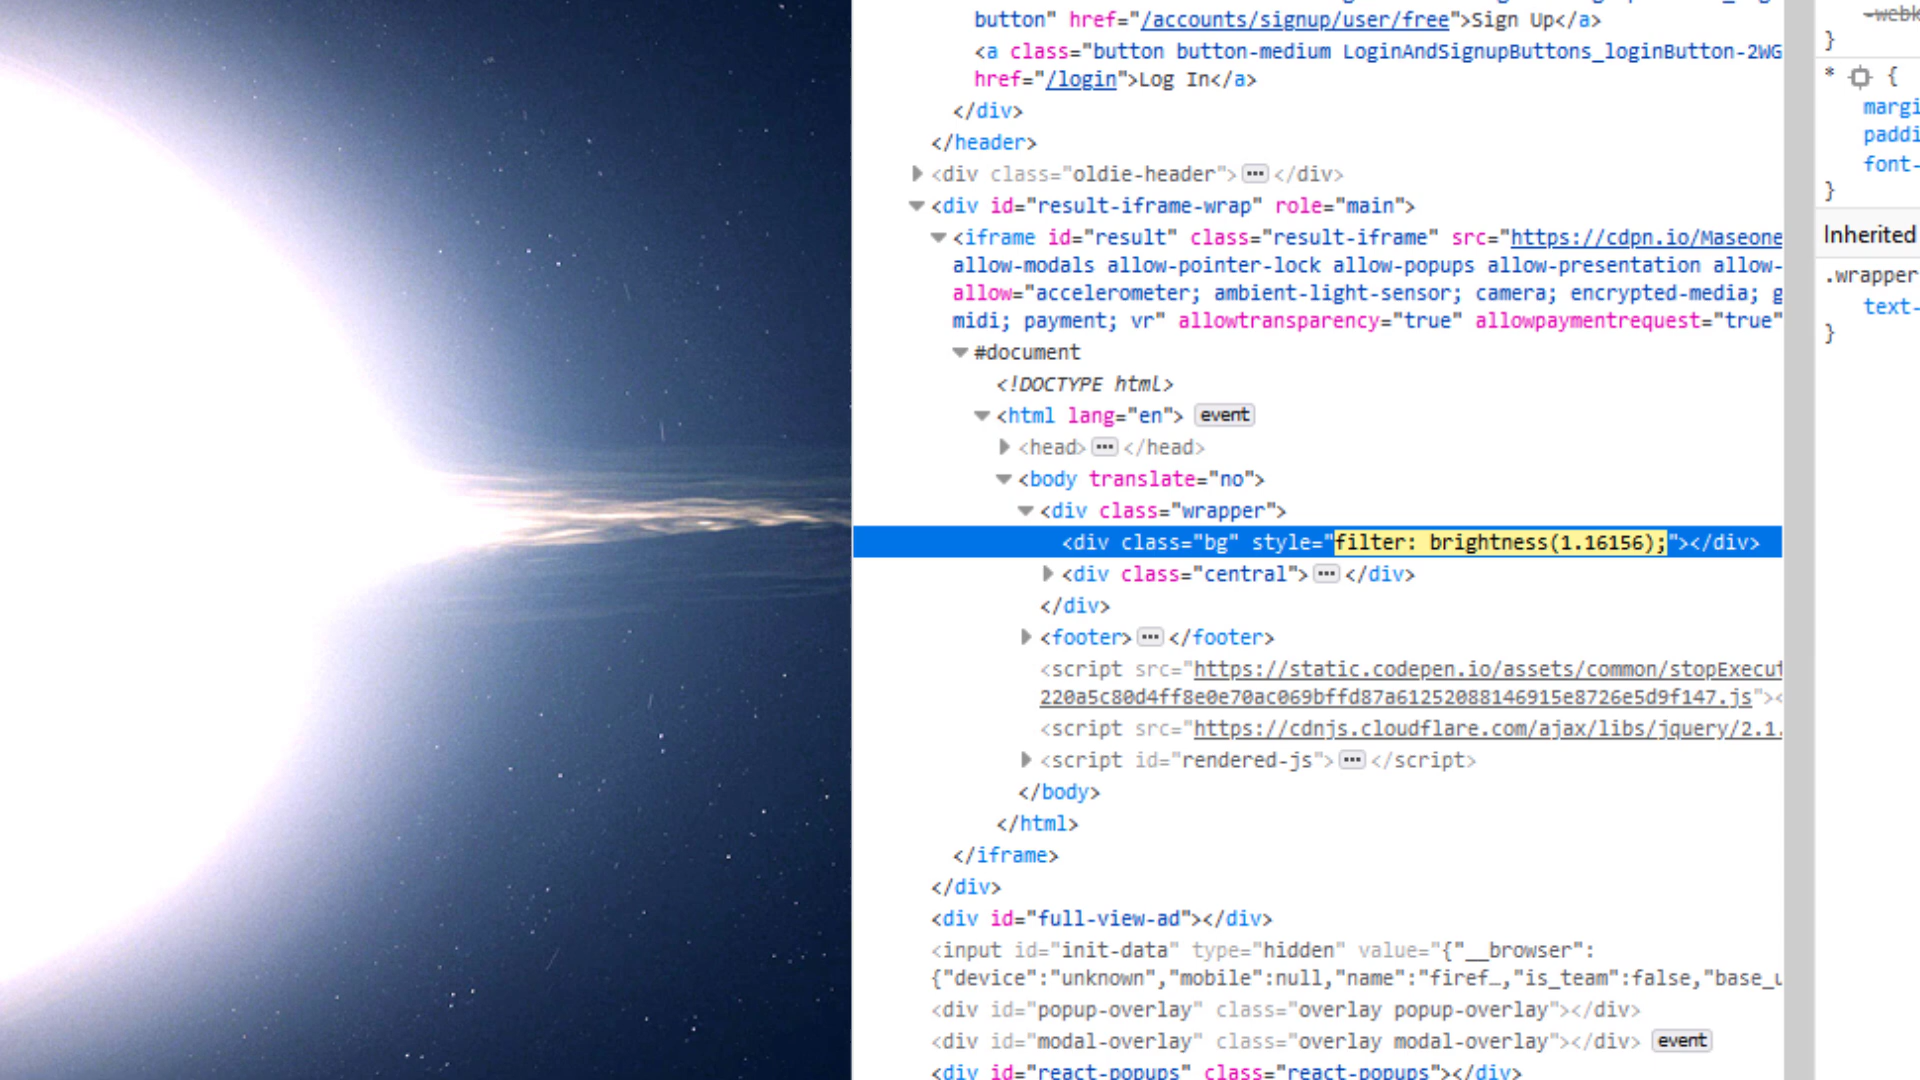 button" href="/accounts/signup/user/free">Sign Up</a>
<a class="button button-medium LoginAndSignupButtons_loginButton-2WG
href="/login">Log In</a>
</div>
</header>
<div class="oldie-header"> ••• </div>
<div id="result-iframe-wrap" role="main">
<iframe id="result" class="result-iframe" src="https://cdpn.io/Maseone
allow-modals allow-pointer-lock allow-popups allow-presentation allow-
allow="accelerometer; ambient-light-sensor; camera; encrypted-media; g
midi; payment; vr" allowtransparency="true" allowpaymentrequest="true"
#document
<!DOCTYPE html>
<html lang="en"> event
<head> ••• </head>
<body translate="no">
<div class="wrapper">
<div class="bg" style="filter: brightness(1.16156);"></div>
<div class="central"> ••• </div>
</div>
<footer> ••• </footer>
<script src="https://static.codepen.io/assets/common/stopExecut
220a5c80d4ff8e0e70ac069bffd87a61252088146915e8726e5d9f147.js"><
<script src="https://cdnjs.cloudflare.com/ajax/libs/jquery/2.1.
<script id="rendered-js"> ••• </script>
</body>
</html>
</iframe>
</div>
<div id="full-view-ad"></div>
<input id="init-data" type="hidden" value="{"__browser":
{"device":"unknown","mobile":null,"name":"firef…,"is_team":false,"base_u
<div id="popup-overlay" class="overlay popup-overlay"></div>
<div id="modal-overlay" class="overlay modal-overlay"></div> event
<div id="react-popups" class="react-popups"></div>
-webk
}
* {
margi
paddi
font-
}
Inherited
.wrapper
text-
}